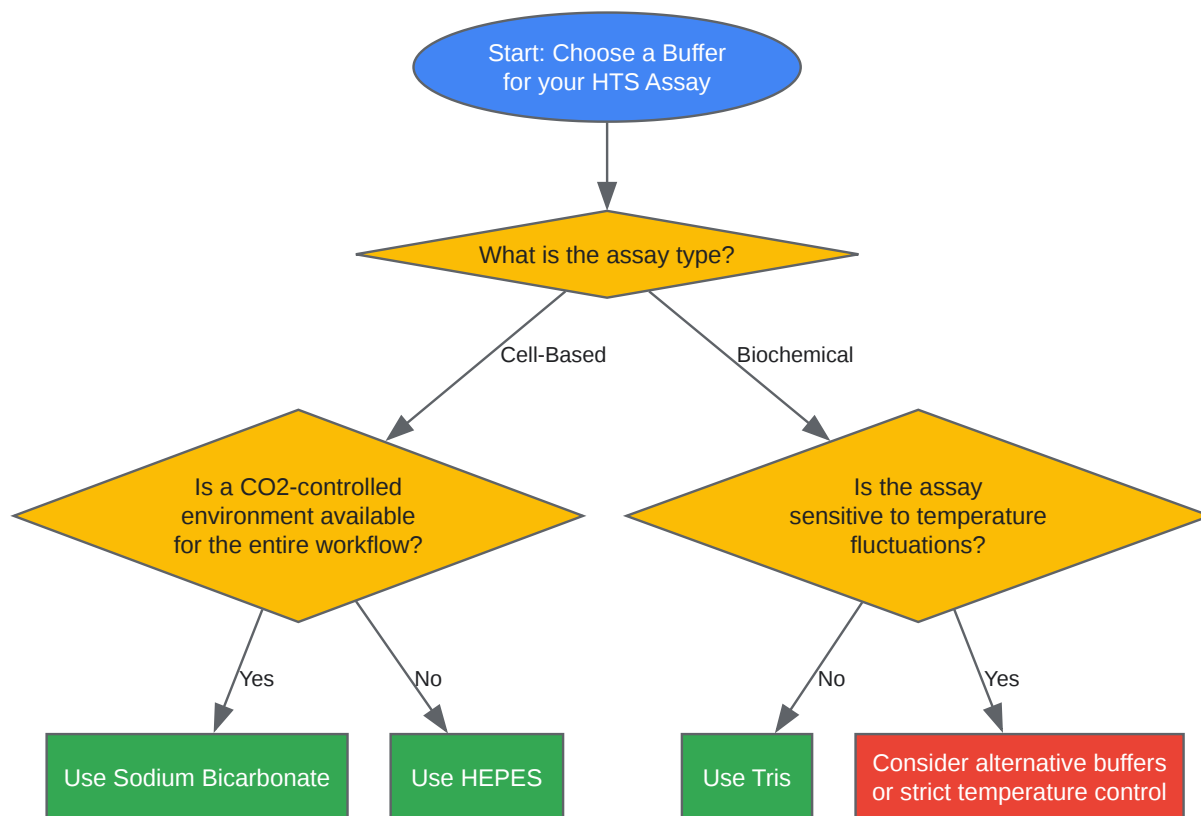 Start: Choose a Buffer
for your HTS Assay
What is the assay type?
Cell-Based
Biochemical
Is a CO2-controlled
environment available
for the entire workflow?
Is the assay
sensitive to temperature
fluctuations?
Yes
No
No
Yes
Use Sodium Bicarbonate
Use HEPES
Use Tris
Consider alternative buffers
or strict temperature control